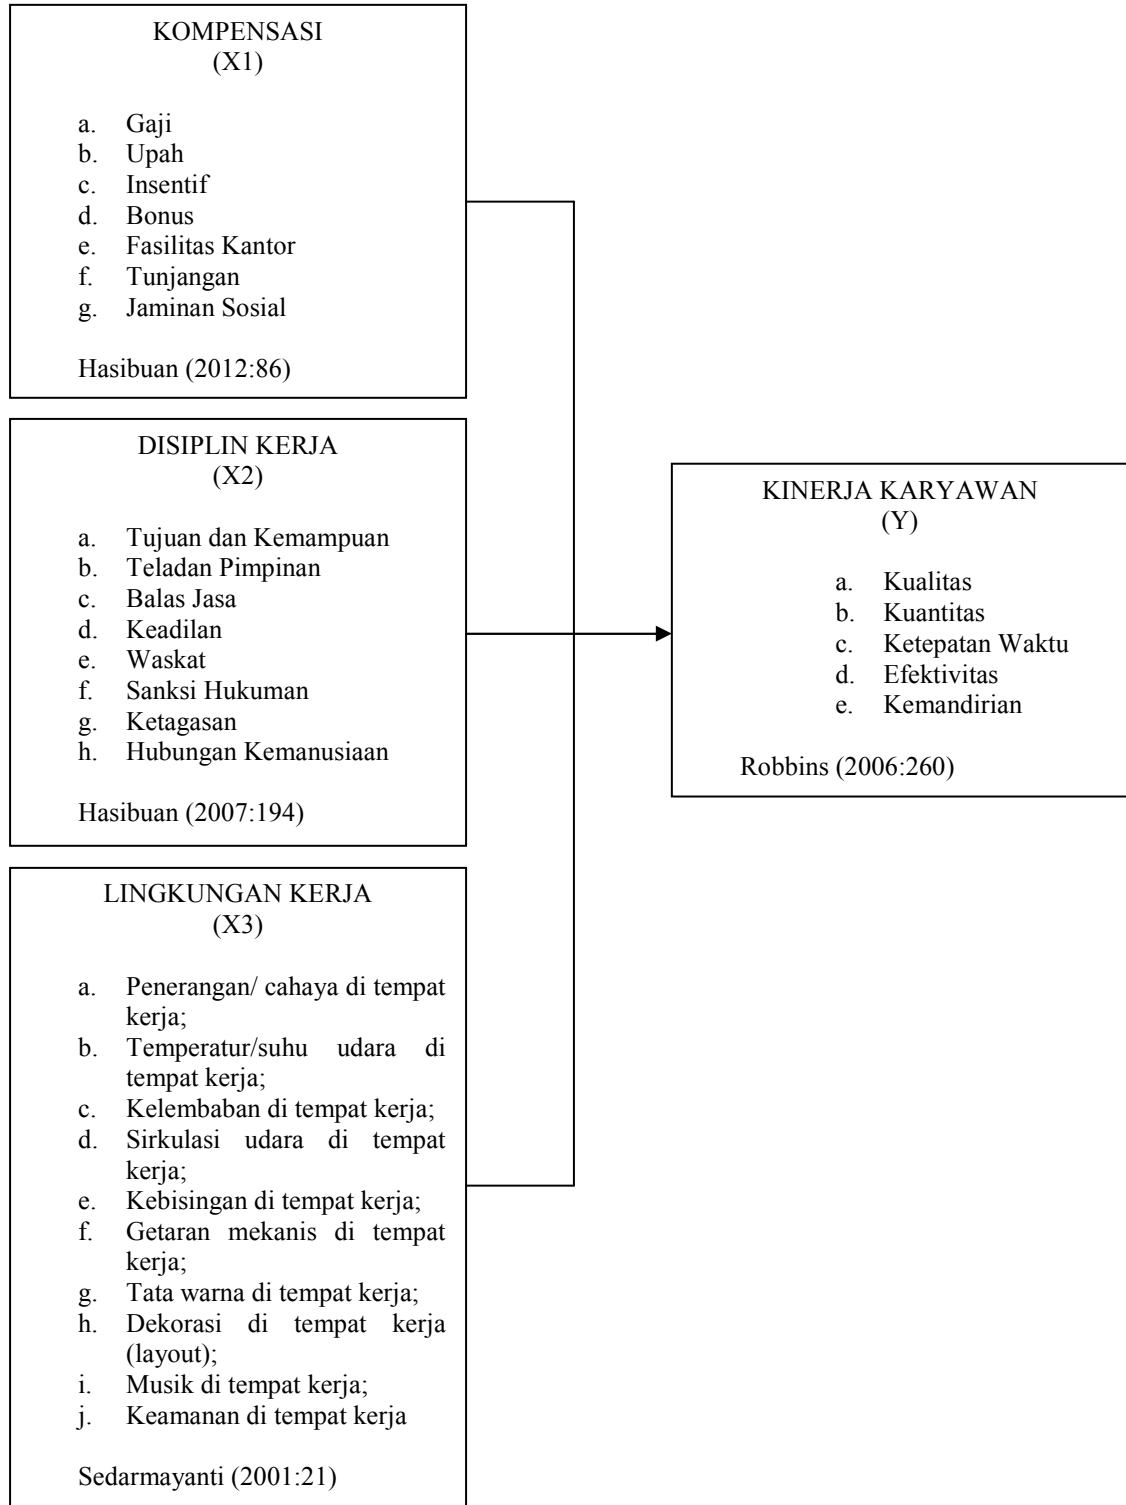 KOMPENSASI
(X1)
a. Gaji
b. Upah
c. Insentif
d. Bonus
e. Fasilitas Kantor
f. Tunjangan
g. Jaminan Sosial
Hasibuan (2012:86)
DISIPLIN KERJA
(X2)
a. Tujuan dan Kemampuan
b. Teladan Pimpinan
c. Balas Jasa
d. Keadilan
e. Waskat
f. Sanksi Hukuman
g. Ketagasan
h. Hubungan Kemanusiaan
Hasibuan (2007:194)
LINGKUNGAN KERJA
(X3)
a. Penerangan/ cahaya di tempat
kerja;
b. Temperatur/suhu udara di
tempat kerja;
c. Kelembaban di tempat kerja;
d. Sirkulasi udara di tempat
kerja;
e. Kebisingan di tempat kerja;
f. Getaran mekanis di tempat
kerja;
g. Tata warna di tempat kerja;
h. Dekorasi di tempat kerja
(layout);
i. Musik di tempat kerja;
j. Keamanan di tempat kerja
Sedarmayanti (2001:21)
KINERJA KARYAWAN
(Y)
a. Kualitas
b. Kuantitas
c. Ketepatan Waktu
d. Efektivitas
e. Kemandirian
Robbins (2006:260)